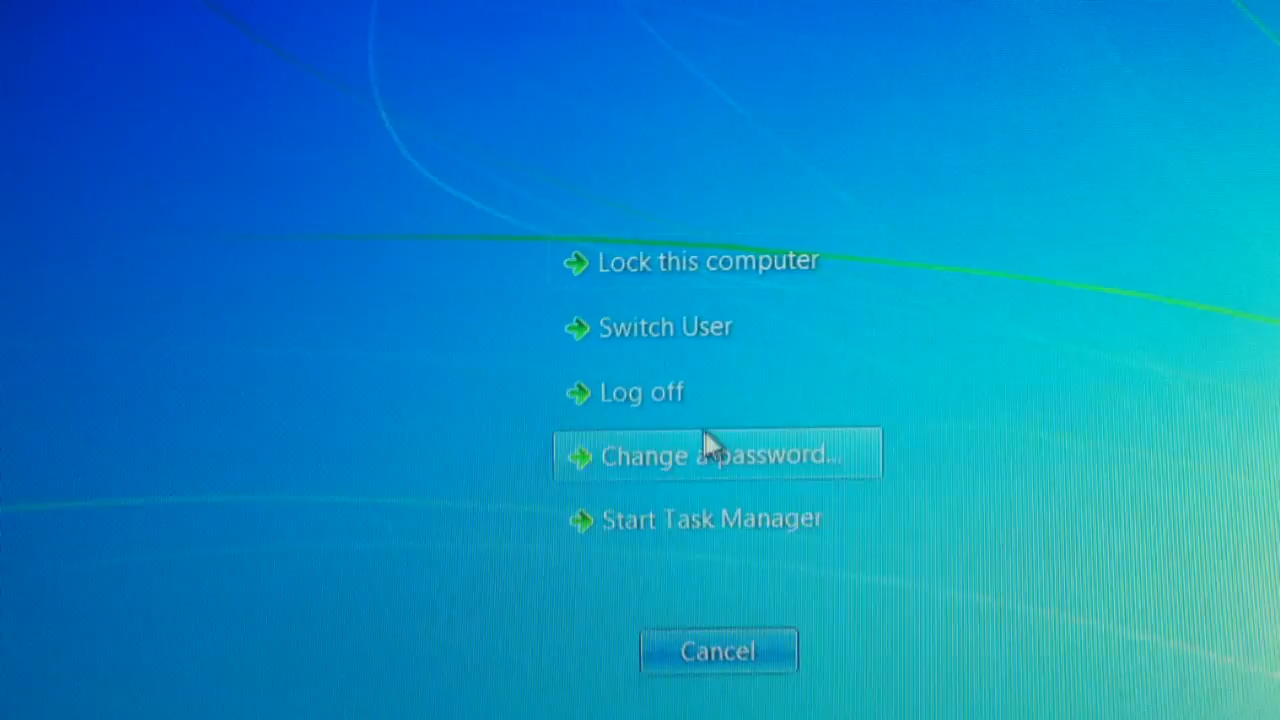 Lock this computer
Switch User
Log off
Change a password...
Start Task Manager
Cancel